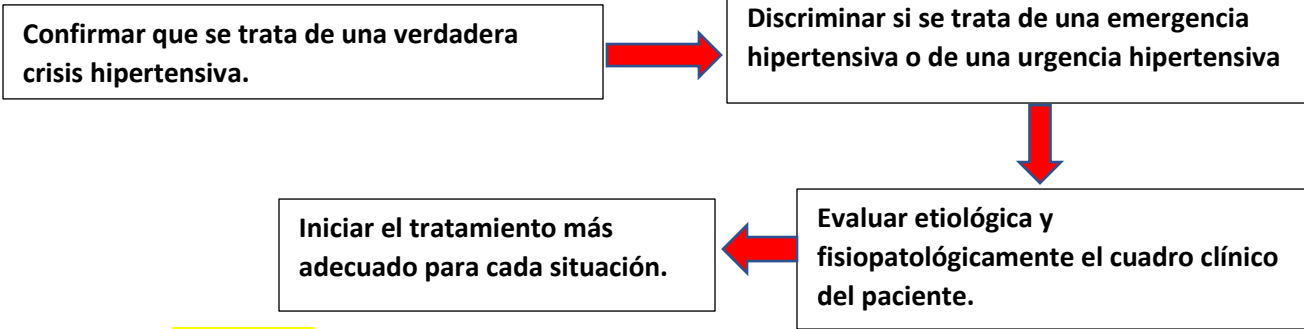 Confirmar que se trata de una verdadera
crisis hipertensiva.
Discriminar si se trata de una emergencia
hipertensiva o de una urgencia hipertensiva
Evaluar etiológica y
fisiopatológicamente el cuadro clínico
del paciente.
Iniciar el tratamiento más
adecuado para cada situación.